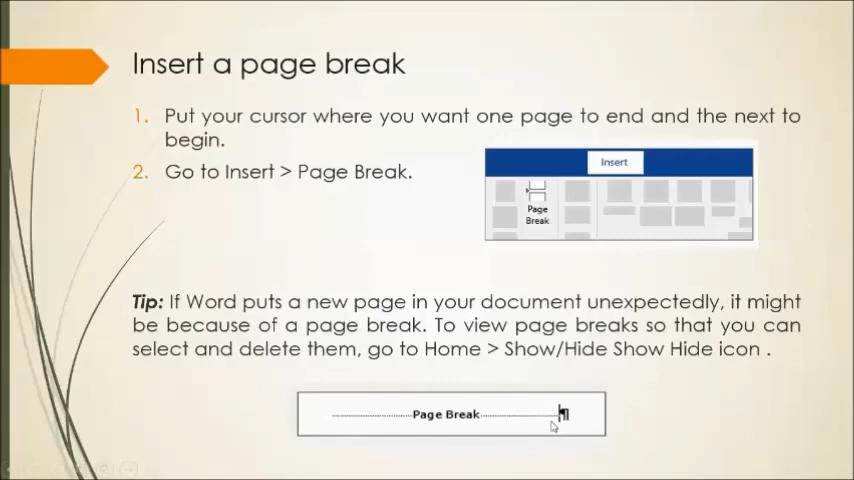 Insert a page break
1. Put your cursor where you want one page to end and the next to
begin.
2. Go to Insert > Page Break.
Insert
Page
Break
Tip: If Word puts a new page in your document unexpectedly, it might
be because of a page break. To view page breaks so that you can
select and delete them, go to Home > Show/Hide Show Hide icon .
Page Break ¶